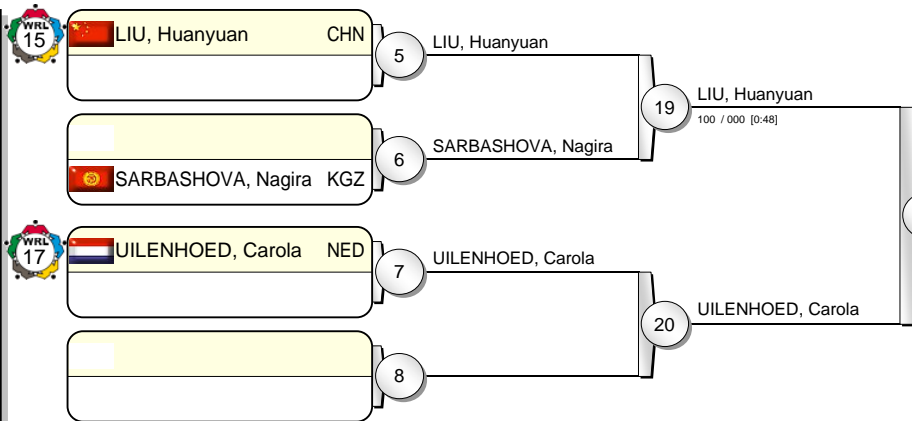 WRL
15
LIU, Huanyuan CHN
5
LIU, Huanyuan
19
LIU, Huanyuan
100 / 000 [0:48]
6
SARBASHOVA, Nagira
SARBASHOVA, Nagira KGZ
WRL
17
UILENHOED, Carola NED
7
UILENHOED, Carola
20
UILENHOED, Carola
8